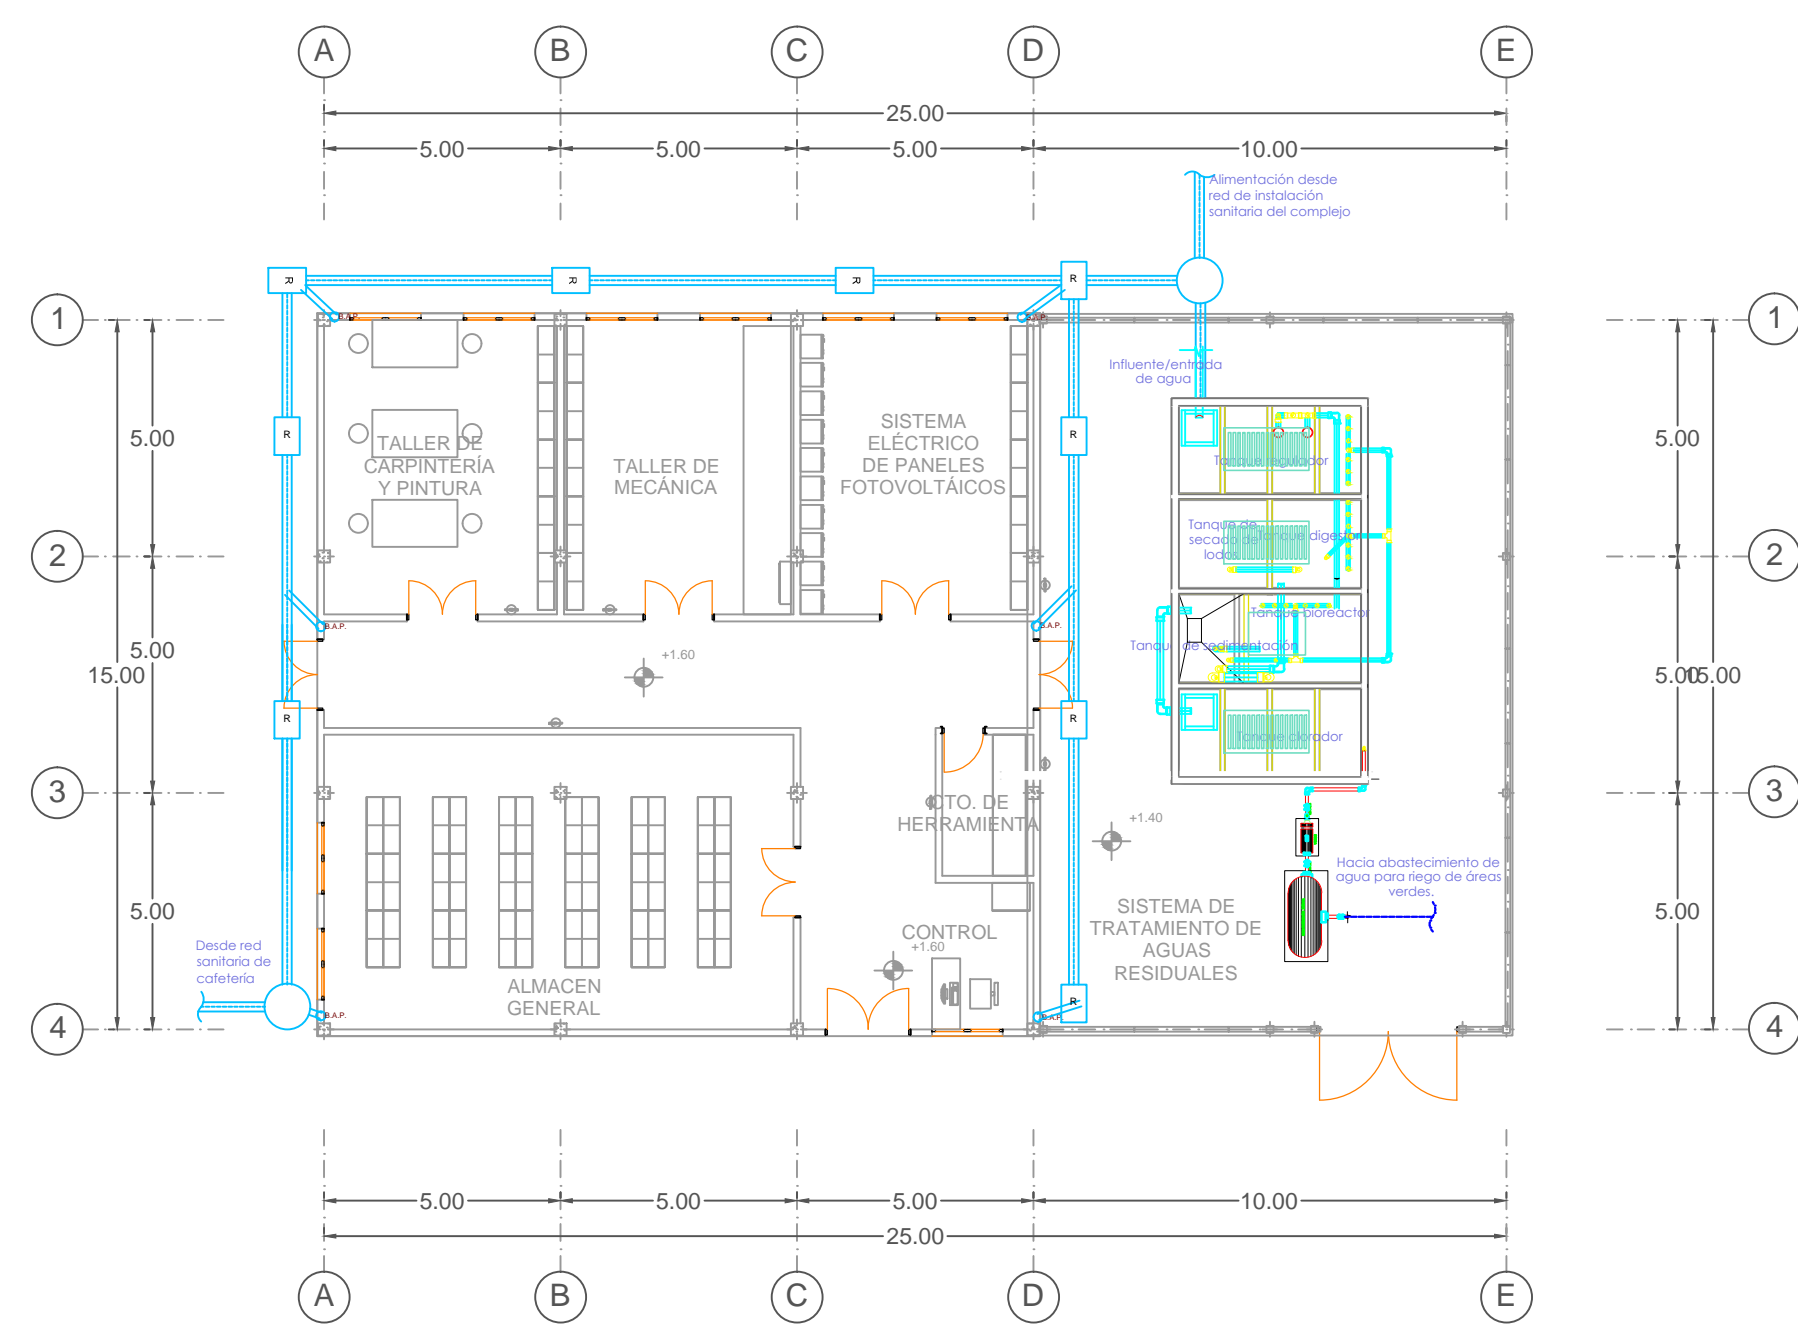 A
B
C
D
E
25.00
5.00
5.00
5.00
10.00
Alimentación desde
red de instalación
sanitaria del complejo
R
R
R
R
1
B.A.P.
B.A.P.
1
Influente/entrada
de agua
5.00
R
R
5.00
TALLER DE
CARPINTERÍA
Y PINTURA
TALLER DE
MECÁNICA
SISTEMA
ELÉCTRICO
DE PANELES
FOTOVOLTÁICOS
Tanque regulador
Tanque de
secado de
lodos
Tanque digestor
2
2
B.A.P.
B.A.P.
Tanque bioreactor
Tanque de sedimentación
5.00
15.00
+1.60
5.00
15.00
R
R
Tanque clorador
3
3
CTO. DE
HERRAMIENTA
+1.40
Hacia abastecimiento de
agua para riego de áreas
verdes.
5.00
5.00
SISTEMA DE
TRATAMIENTO DE
AGUAS
RESIDUALES
CONTROL
+1.60
Desde red
sanitaria de
cafetería
ALMACEN
GENERAL
R
B.A.P.
B.A.P.
4
4
5.00
5.00
5.00
10.00
25.00
A
B
C
D
E